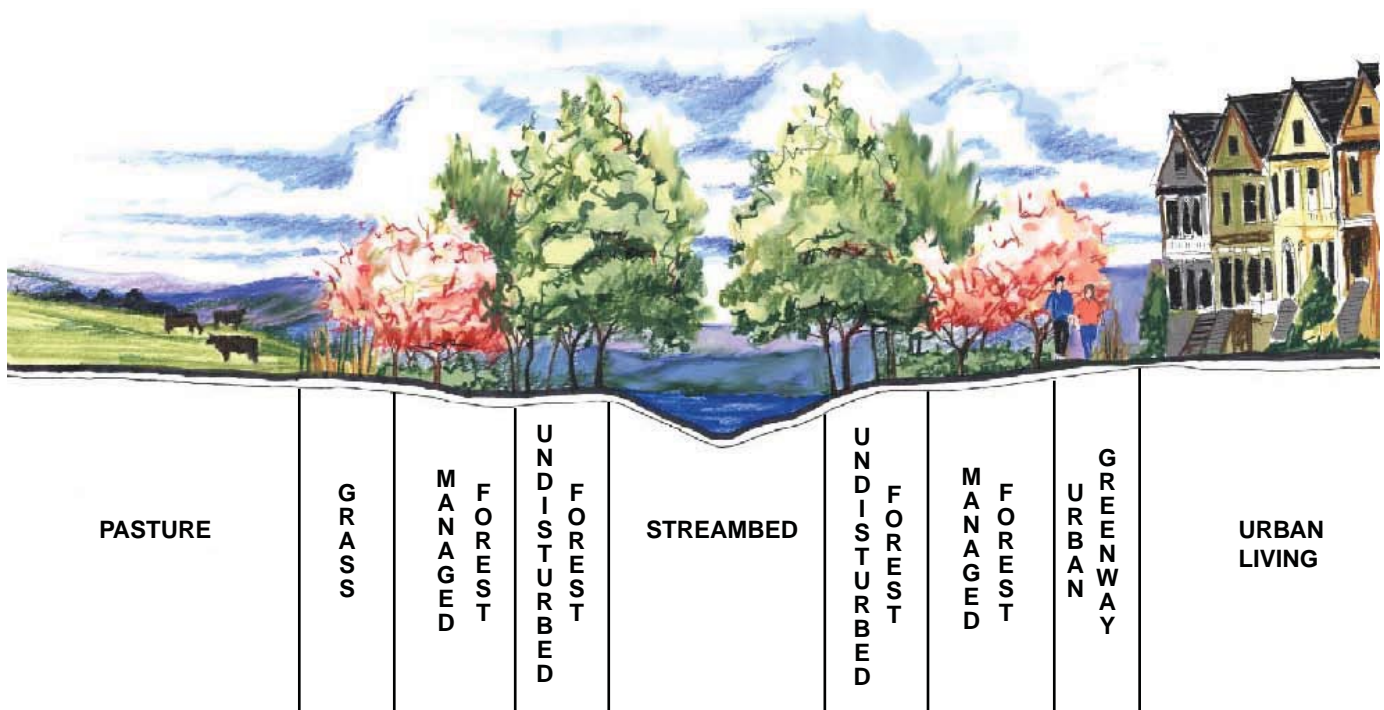 PASTURE
GRASS
MANAGED
FOREST
UNDISTURBED
FOREST
STREAMBED
UNDISTURBED
FOREST
MANAGED
FOREST
URBAN
GREENWAY
URBAN
LIVING